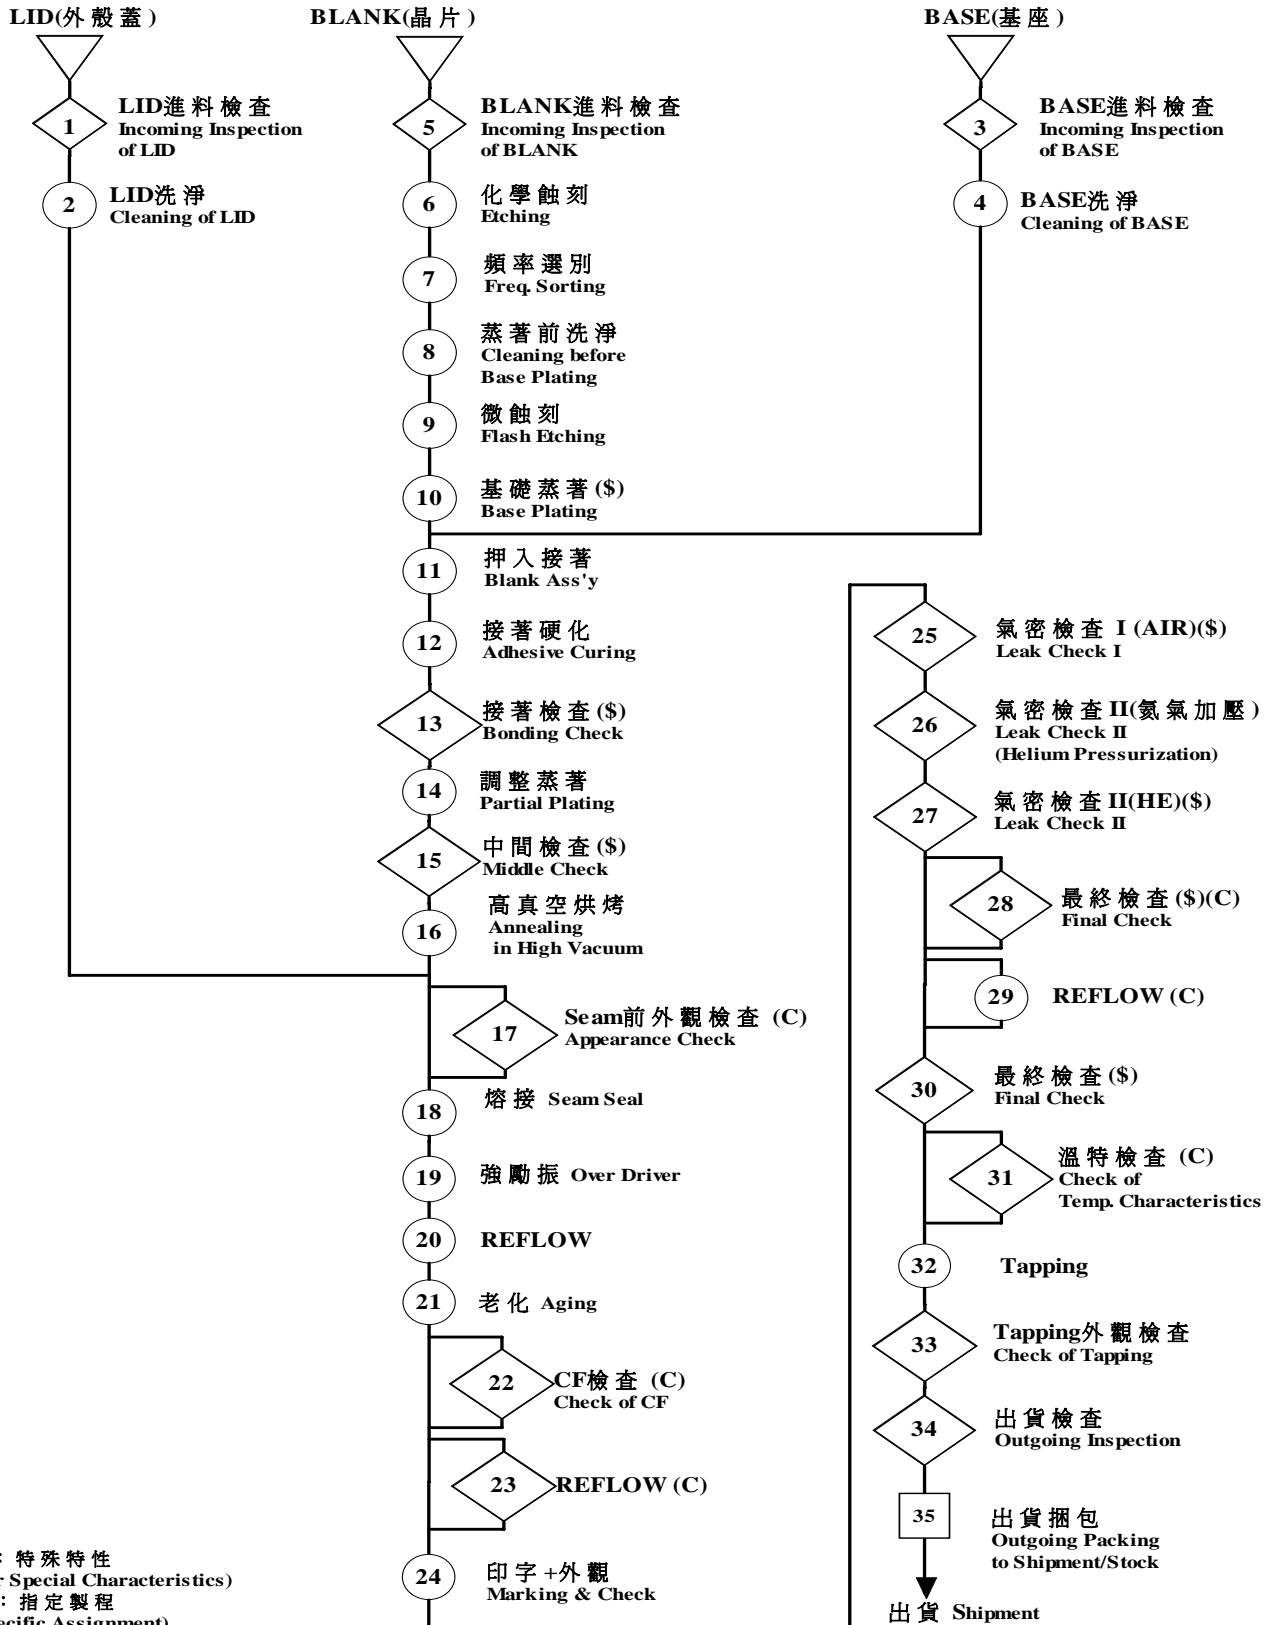 LID(外殼蓋)
BLANK(晶片)
BASE(基座)
1
LID進料檢查
Incoming Inspection
of LID
2
LID洗淨
Cleaning of LID
5
BLANK進料檢查
Incoming Inspection
of BLANK
6
化學蝕刻
Etching
7
頻率選別
Freq. Sorting
8
蒸著前洗淨
Cleaning before
Base Plating
9
微蝕刻
Flash Etching
10
基礎蒸著($)
Base Plating
3
BASE進料檢查
Incoming Inspection
of BASE
4
BASE洗淨
Cleaning of BASE
11
押入接著
Blank Ass'y
12
接著硬化
Adhesive Curing
13
接著檢查($)
Bonding Check
14
調整蒸著
Partial Plating
15
中間檢查($)
Middle Check
16
高真空烘烤
Annealing
in High Vacuum
17
Seam前外觀檢查 (C)
Appearance Check
18
熔接 Seam Seal
19
強勵振 Over Driver
20
REFLOW
21
老化 Aging
22
CF檢查 (C)
Check of CF
23
REFLOW (C)
24
印字+外觀
Marking & Check
25
氣密檢查 I (AIR)($)
Leak Check I
26
氣密檢查II(氦氣加壓)
Leak Check II
(Helium Pressurization)
27
氣密檢查II(HE)($)
Leak Check II
28
最終檢查($)(C)
Final Check
29
REFLOW (C)
30
最終檢查($)
Final Check
31
溫特檢查 (C)
Check of
Temp. Characteristics
32
Tapping
33
Tapping外觀檢查
Check of Tapping
34
出貨檢查
Outgoing Inspection
35
出貨捆包
Outgoing Packing
to Shipment/Stock
出貨 Shipment
: 特殊特性
r Special Characteristics)
: 指定製程
ecific Assignment)